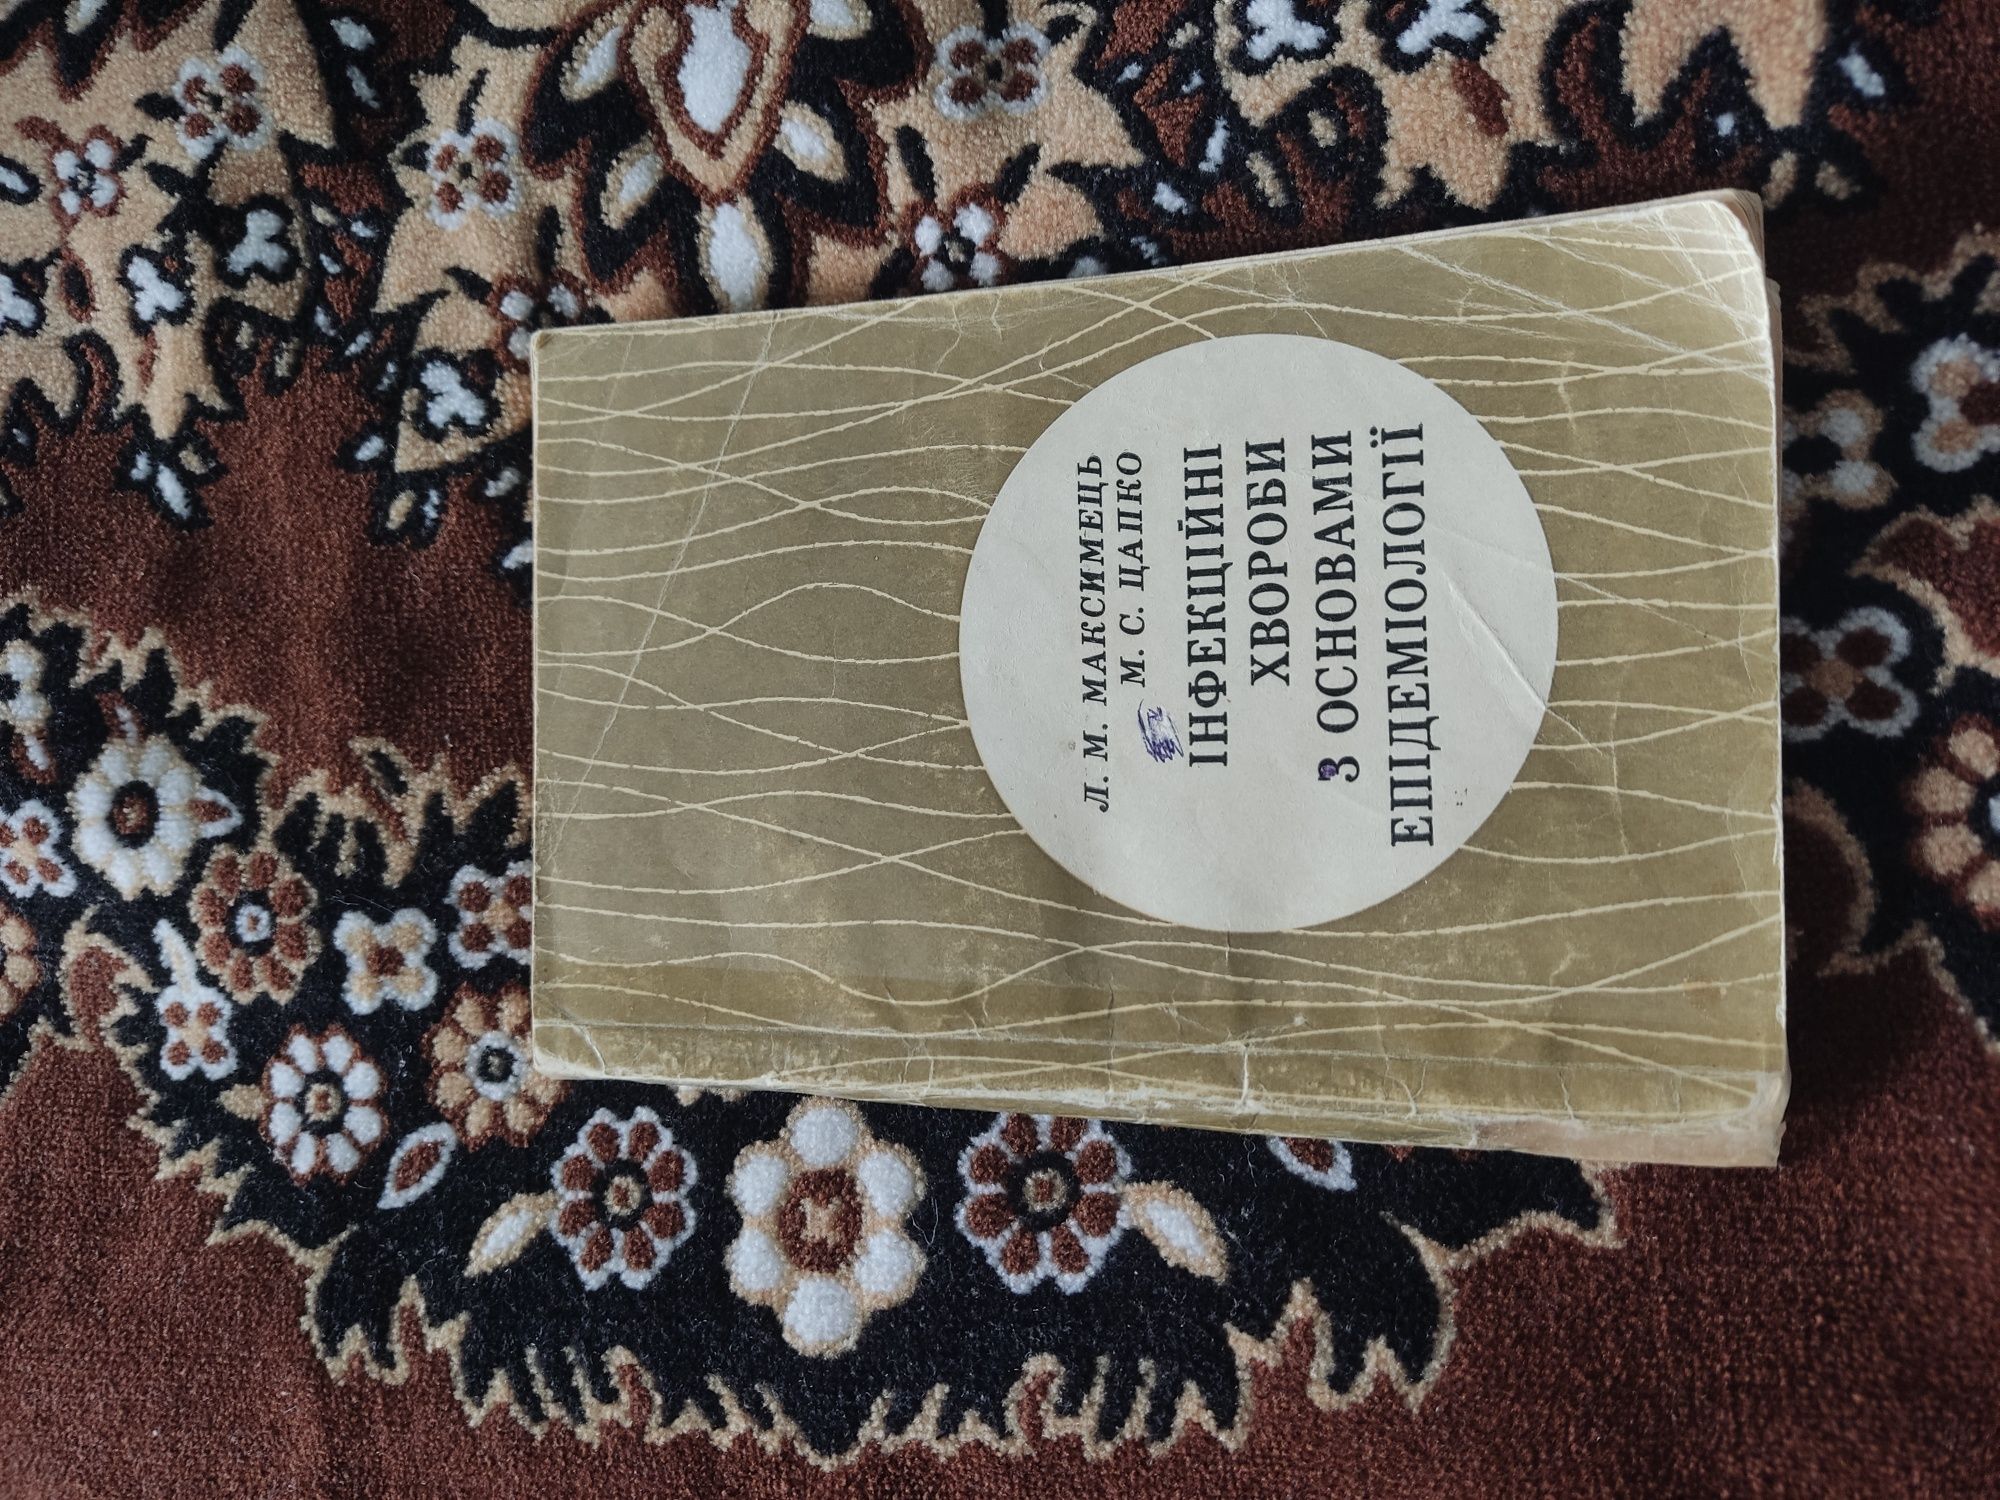 Л. М. МАКСИМЕЦЬ
М. С. ЦАПКО
ІНФЕКЦІЙНІ
ХВОРОБИ
З ОСНОВАМИ
ЕПІДЕМІОЛОГІЇ